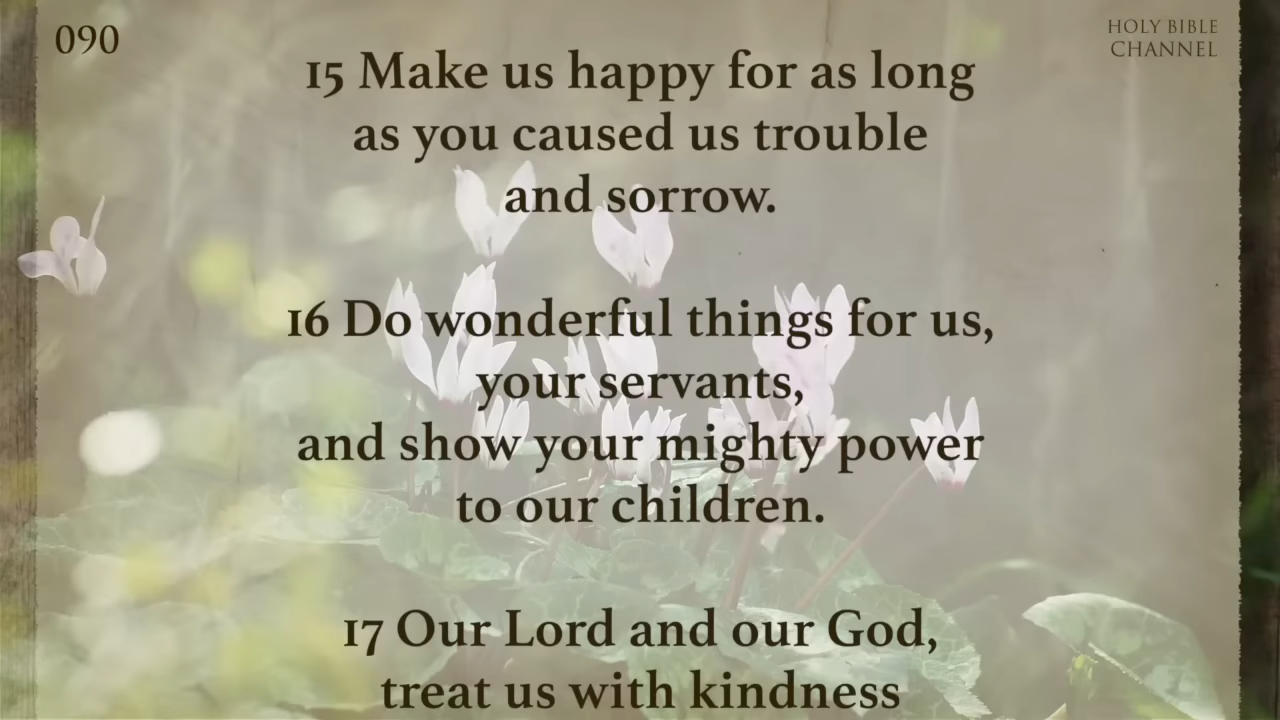 090
HOLY BIBLE
CHANNEL
15 Make us happy for as long
as you caused us trouble
and sorrow.
16 Do wonderful things for us,
your servants,
and show your mighty power
to our children.
17 Our Lord and our God,
treat us with kindness